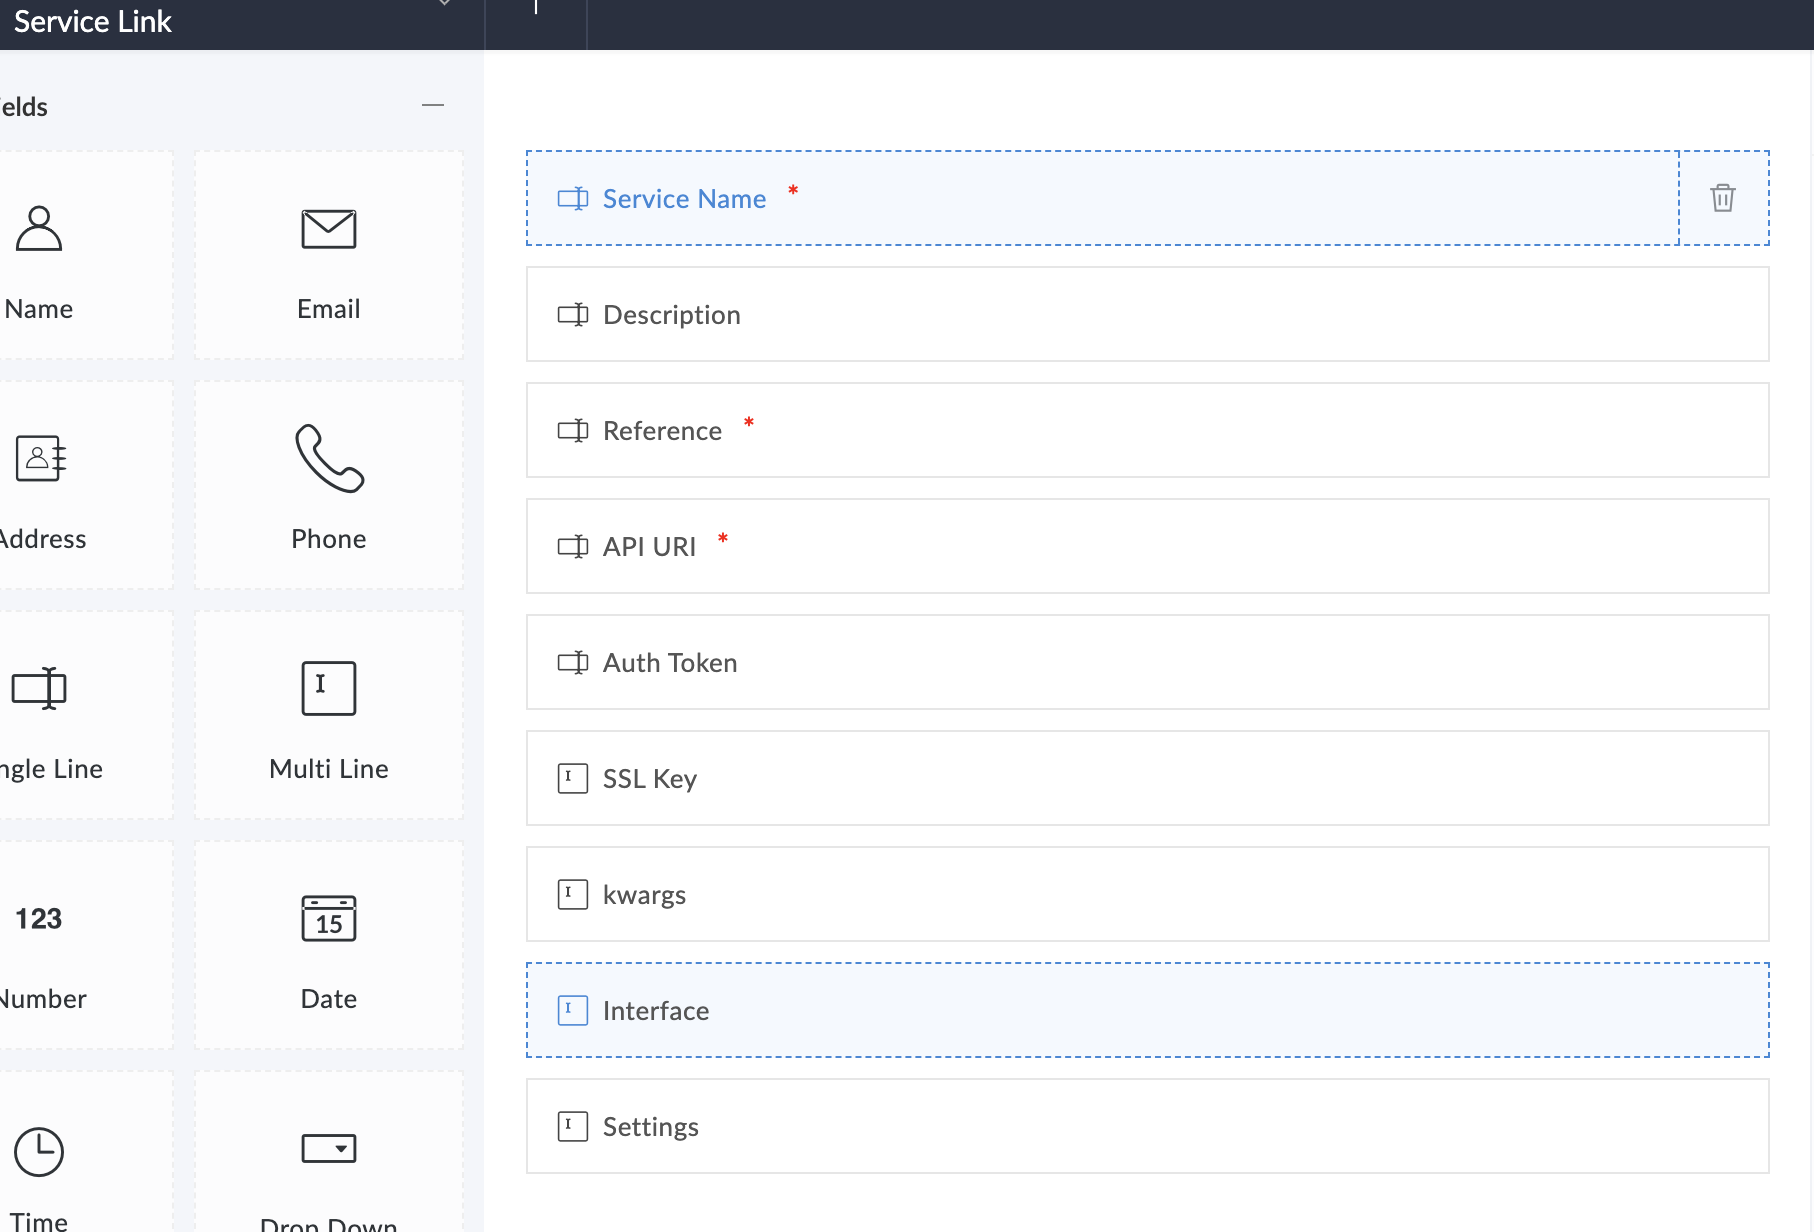 Service Link
elds
Name
Email
Address
Phone
ngle Line
Multi Line
123
Number
15
Date
Time
Drop Down
Service Name *
Description
Reference *
API URI *
Auth Token
SSL Key
kwargs
Interface
Settings